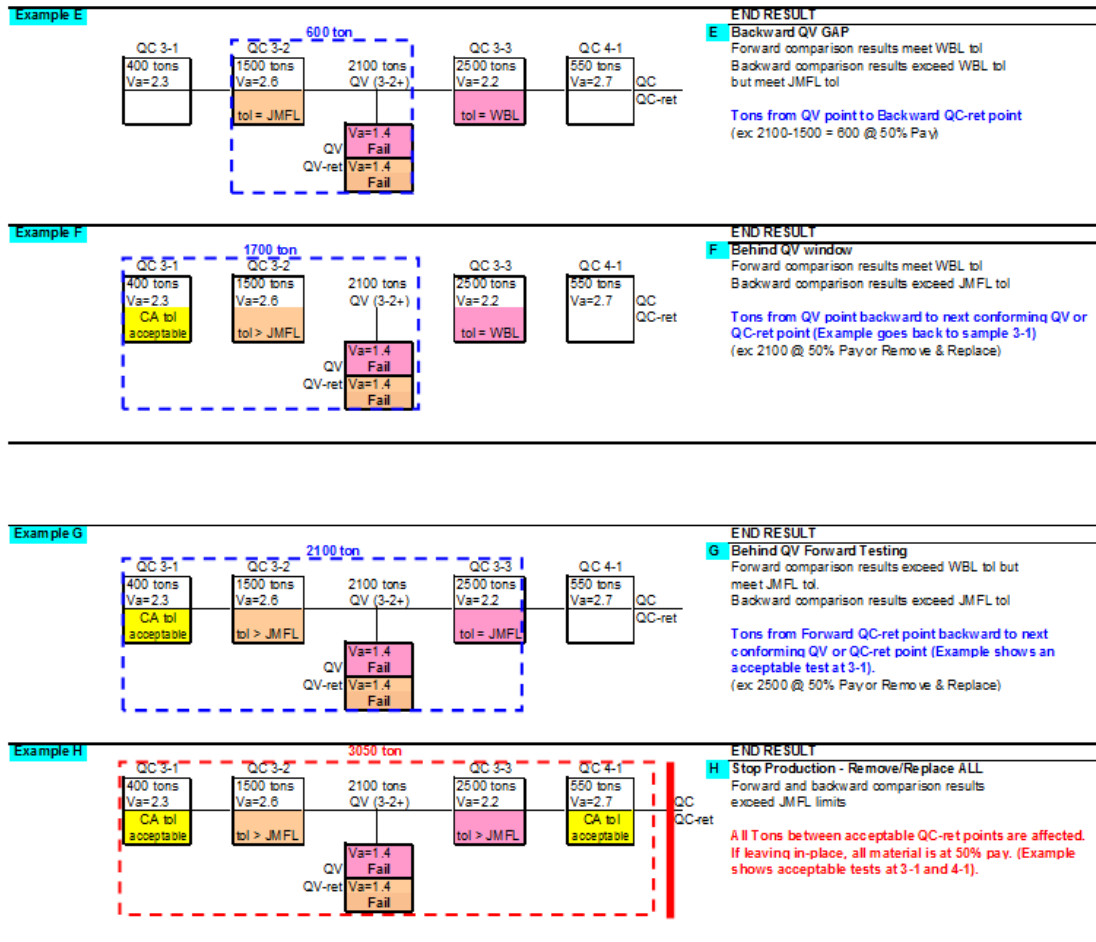 Example E
END RESULT
600 ton
E Backward QV GAP
QC 3-1 QC 3-2 QC 3-3 QC 4-1
Forward comparison results meet WBL tol
400 tons 1500 tons 2100 tons 2500 tons 550 tons
Backward comparison results exceed WBL tol
Va=2.3 Va=2.6 QV (3-2+) Va=2.2 Va=2.7 QC
but meet JMFL tol
QC-ret
tol = JMFL tol = WBL
Tons from QV point to Backward QC-ret point
(ex: 2100-1500 = 600 @ 50% Pay)
Va=1.4
QV Fail
QV-ret Va=1.4
Fail
Example F
END RESULT
1700 ton
F Behind QV window
QC 3-1 QC 3-2 QC 3-3 QC 4-1
Forward comparison results meet WBL tol
400 tons 1500 tons 2100 tons 2500 tons 550 tons
Backward comparison results exceed JMFL tol
Va=2.3 Va=2.6 QV (3-2+) Va=2.2 Va=2.7 QC
CA tol QC-ret
Tons from QV point backward to next conforming QV or
acceptable tol > JMFL tol = WBL
QC-ret point (Example goes back to sample 3-1)
(ex: 2100 @ 50% Pay or Remove & Replace)
Va=1.4
QV Fail
QV-ret Va=1.4
Fail
Example G
END RESULT
2100 ton
G Behind QV Forward Testing
QC 3-1 QC 3-2 QC 3-3 QC 4-1
Forward comparison results exceed WBL tol but
400 tons 1500 tons 2100 tons 2500 tons 550 tons
meet JMFL tol.
Va=2.3 Va=2.6 QV (3-2+) Va=2.2 Va=2.7 QC
Backward comparison results exceed JMFL tol
CA tol QC-ret
acceptable tol > JMFL tol = JMFL
Tons from Forward QC-ret point backward to next
conforming QV or QC-ret point (Example shows an
acceptable test at 3-1).
(ex: 2500 @ 50% Pay or Remove & Replace)
Va=1.4
QV Fail
QV-ret Va=1.4
Fail
Example H
END RESULT
3050 ton
H Stop Production - Remove/Replace ALL
QC 3-1 QC 3-2 QC 3-3 QC 4-1
Forward and backward comparison results
400 tons 1500 tons 2100 tons 2500 tons 550 tons
exceed JMFL limits
Va=2.3 Va=2.6 QV (3-2+) Va=2.2 Va=2.7 QC
CA tol CA tol QC-ret
acceptable tol > JMFL tol > JMFL acceptable
All Tons between acceptable QC-ret points are affected.
If leaving in-place, all material is at 50% pay. (Example
shows acceptable tests at 3-1 and 4-1).
Va=1.4
QV Fail
QV-ret Va=1.4
Fail